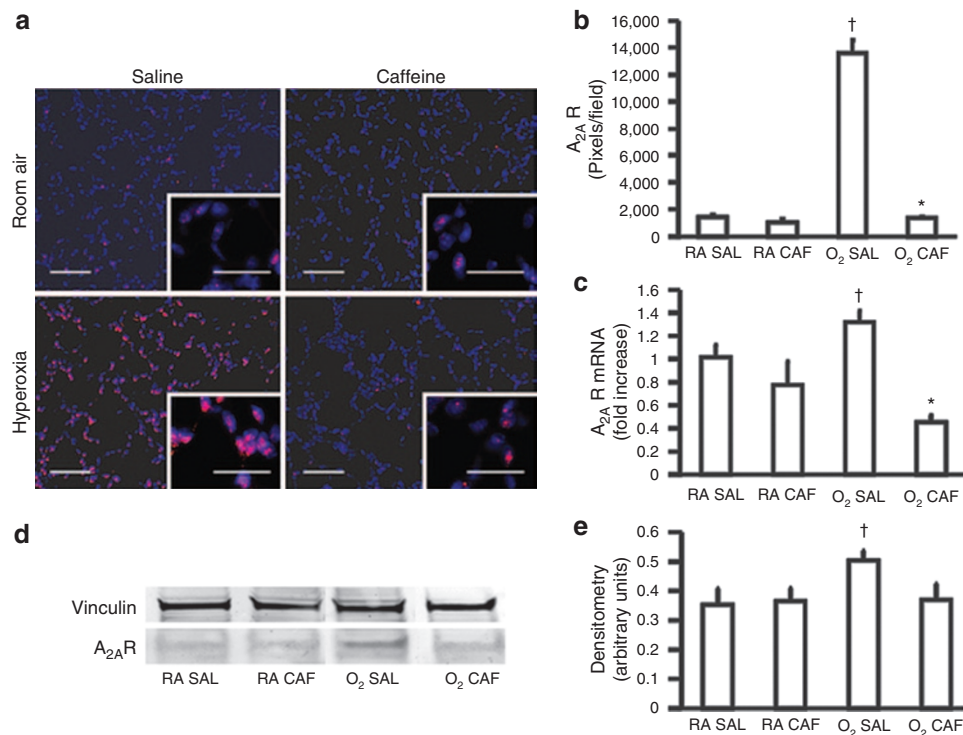 a
Saline
Caffeine
Room air
Hyperoxia
b
16,000
14,000
12,000
10,000
8,000
6,000
4,000
2,000
0
A2A R
(Pixels/field)
†
*
RA SAL
RA CAF
O2 SAL
O2 CAF
c
1.6
1.4
1.2
1
0.8
0.6
0.4
0.2
0
A2A R mRNA
(fold increase)
†
*
RA SAL
RA CAF
O2 SAL
O2 CAF
d
Vinculin
A2AR
RA SAL
RA CAF
O2 SAL
O2 CAF
e
0.6
0.5
0.4
0.3
0.2
0.1
0
Densitometry
(arbitrary units)
†
RA SAL
RA CAF
O2 SAL
O2 CAF